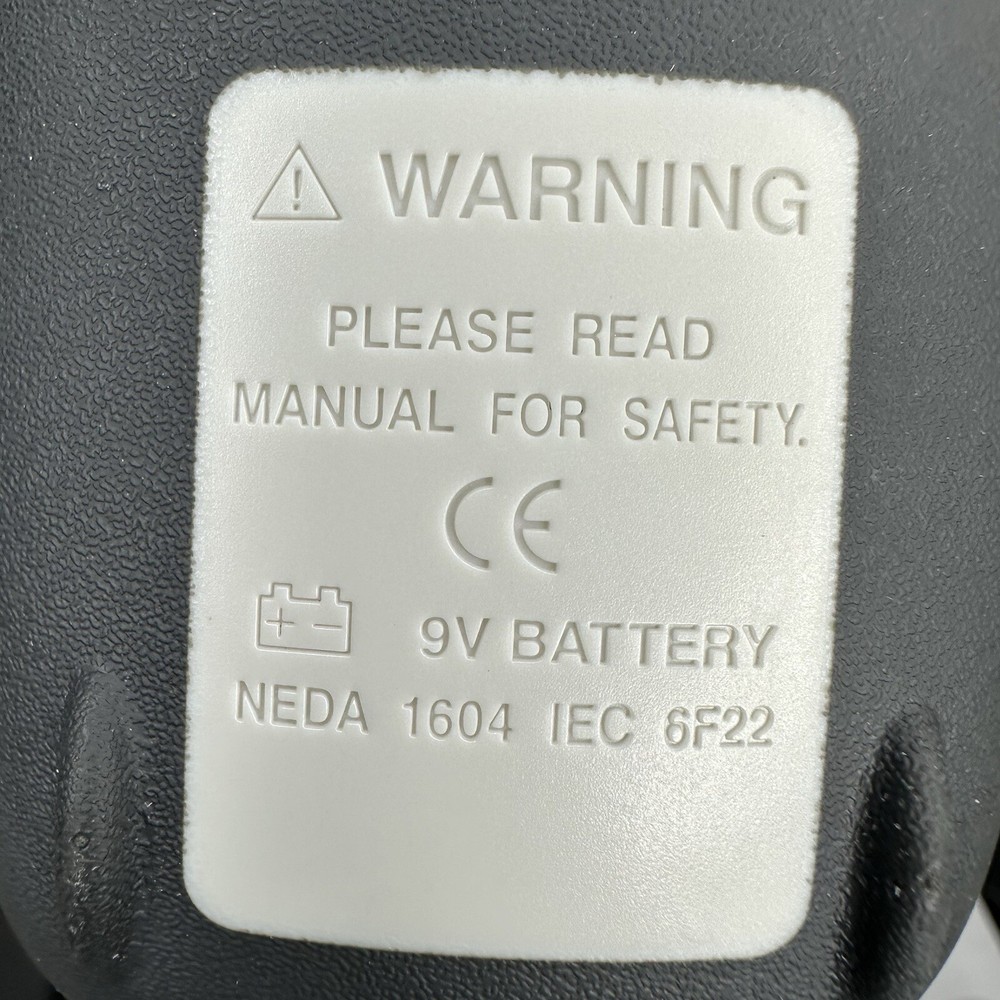 WARNING
PLEASE READ
MANUAL FOR SAFETY.
CE
9V BATTERY
NEDA 1604 IEC 6F22